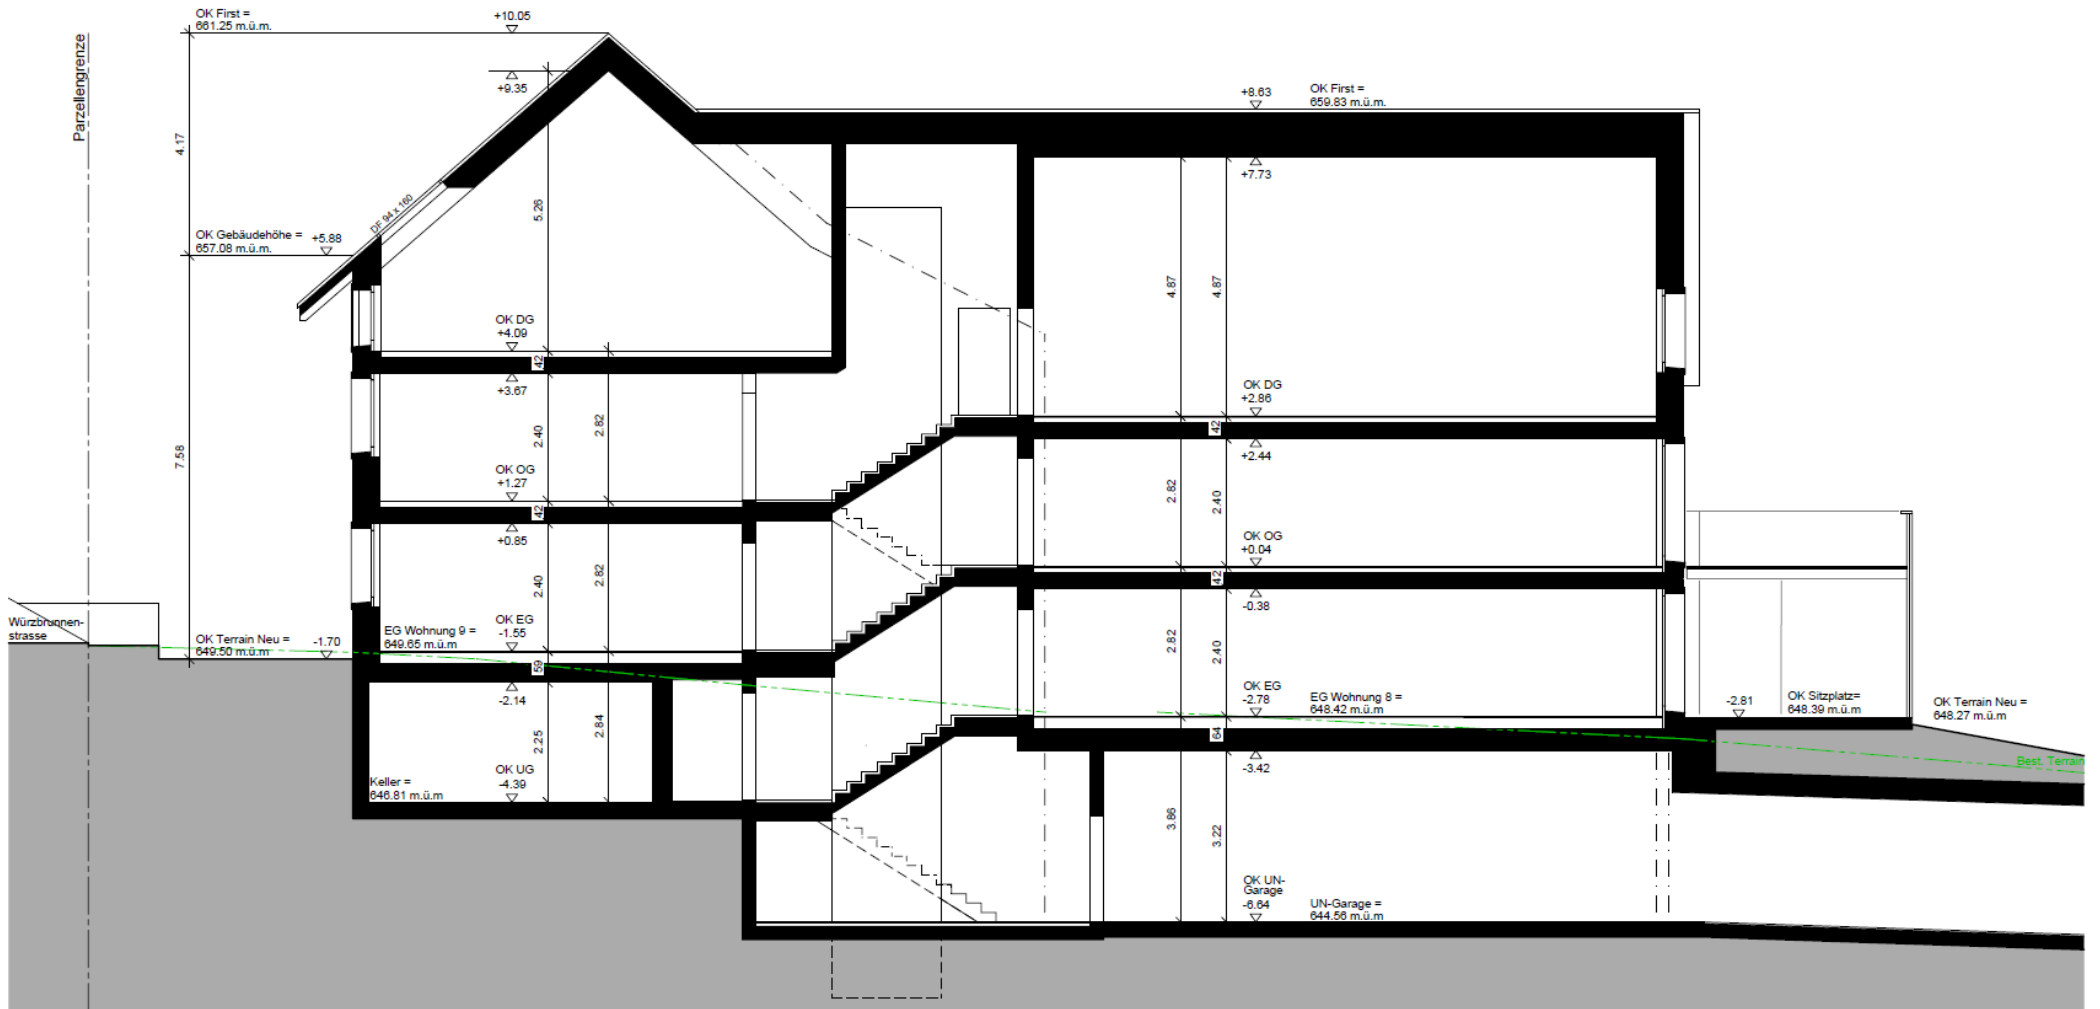 OK First =
661.25 m.ü.m.
+10.05
Parzellengrenze
+9.35
4.17
5.26
DF 94 x 160
OK Gebäudehöhe =
657.08 m.ü.m.
+5.88
OK First =
659.83 m.ü.m.
+8.63
+7.73
4.87
4.87
OK DG
+4.09
42
+3.67
2.40
2.82
7.58
OK OG
+1.27
42
+0.85
2.40
2.82
OK DG
+2.86
42
+2.44
2.82
2.40
OK OG
+0.04
42
-0.38
2.82
2.40
Würzbrunnen-
strasse
OK Terrain Neu =
649.50 m.ü.m
-1.70
EG Wohnung 9 =
649.65 m.ü.m
OK EG
-1.55
59
-2.14
2.25
2.84
Keller =
646.81 m.ü.m
OK UG
-4.39
OK EG
-2.78
64
-3.42
EG Wohnung 8 =
648.42 m.ü.m
-2.81
OK Sitzplatz=
648.39 m.ü.m
OK Terrain Neu =
648.27 m.ü.m
Best. Terrain
3.86
3.22
OK UN-
Garage
-6.64
UN-Garage =
644.56 m.ü.m